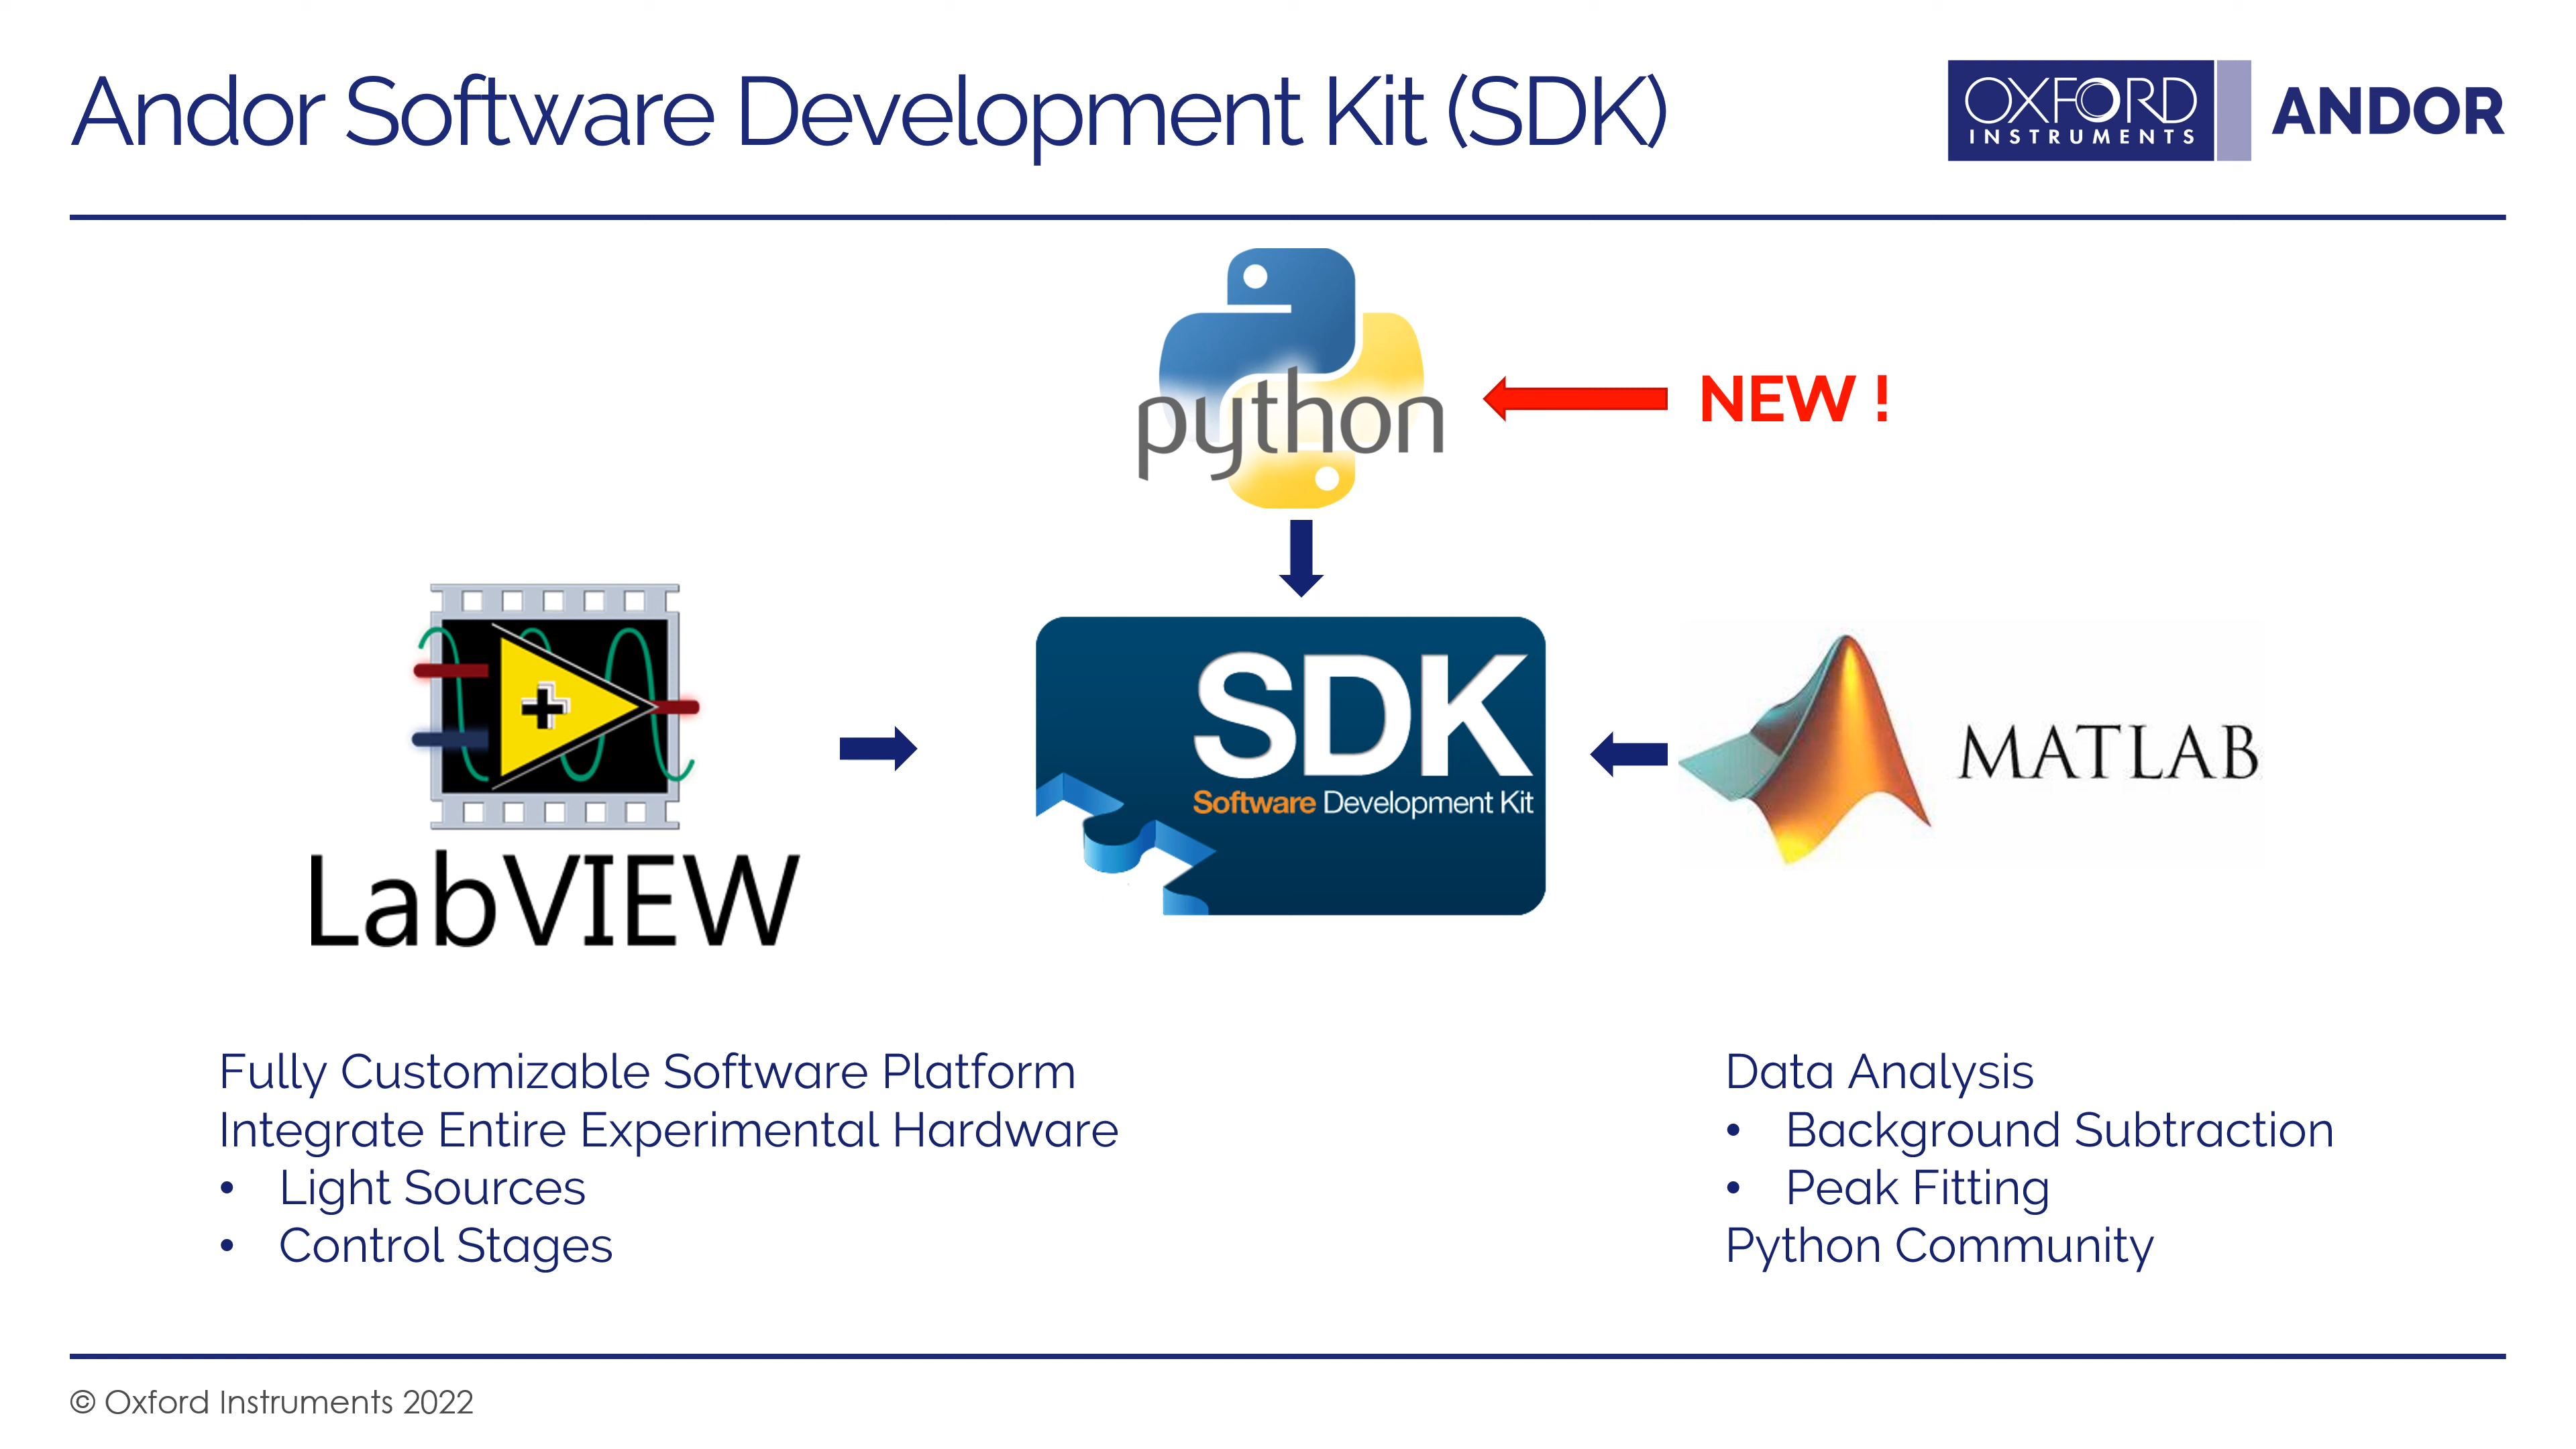 Andor Software Development Kit (SDK)
OXFORD
INSTRUMENTS
ANDOR
python
NEW !
SDK
Software Development Kit
LabVIEW
MATLAB
Fully Customizable Software Platform
Integrate Entire Experimental Hardware
• Light Sources
• Control Stages
Data Analysis
• Background Subtraction
• Peak Fitting
Python Community
© Oxford Instruments 2022